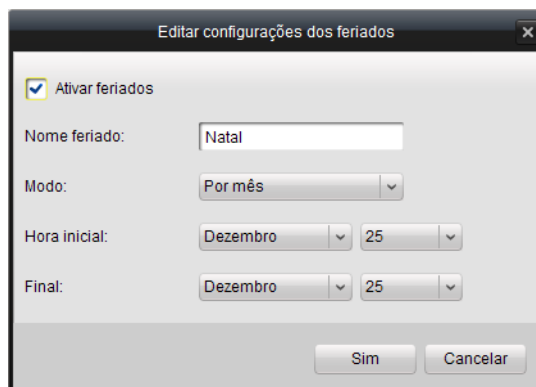 Editar configurações dos feriados
Ativar feriados
Nome feriado: Natal
Modo: Por mês
Hora inicial: Dezembro 25
Final: Dezembro 25
Sim Cancelar